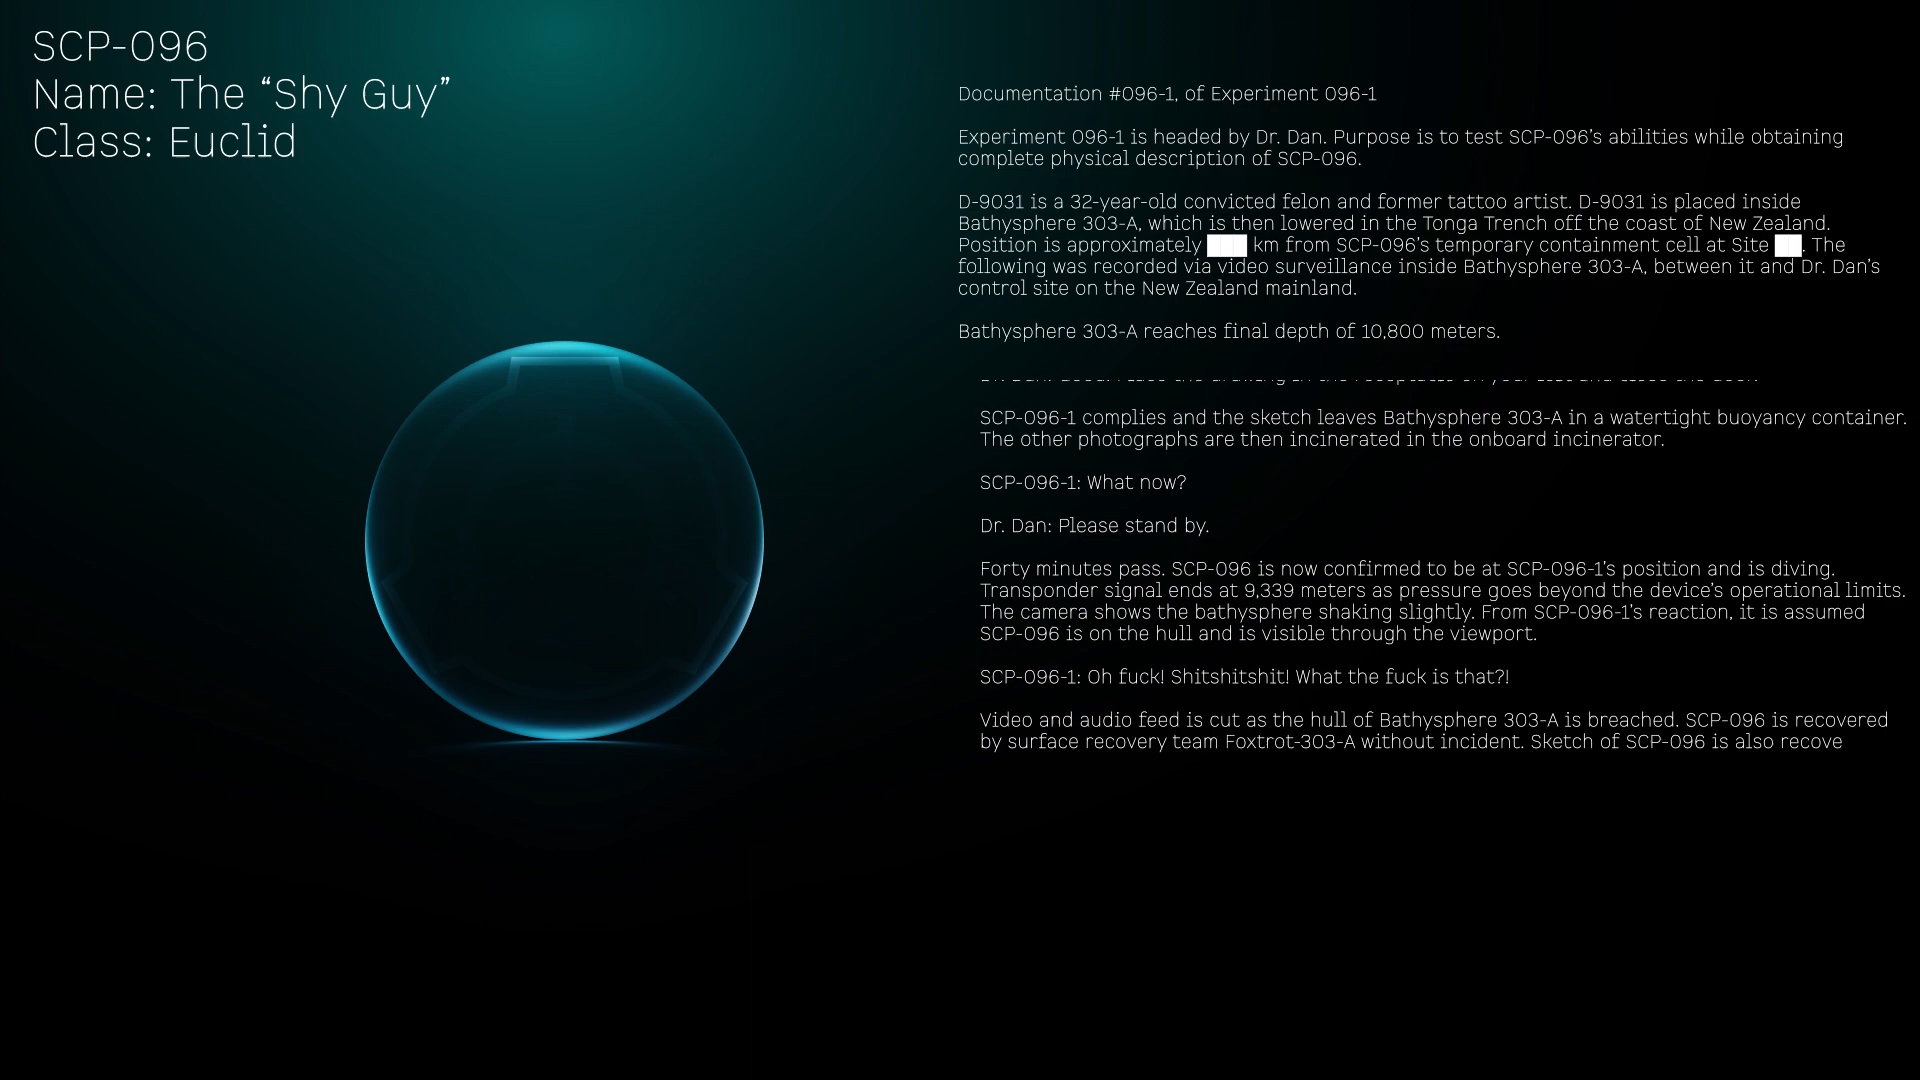 SCP-096
Name: The “Shy Guy”
Class: Euclid
Documentation #096-1, of Experiment 096-1
Experiment 096-1 is headed by Dr. Dan. Purpose is to test SCP-096’s abilities while obtaining
complete physical description of SCP-096.
D-9031 is a 32-year-old convicted felon and former tattoo artist. D-9031 is placed inside
Bathysphere 303-A, which is then lowered in the Tonga Trench off the coast of New Zealand.
Position is approximately ███ km from SCP-096’s temporary containment cell at Site ██. The
following was recorded via video surveillance inside Bathysphere 303-A, between it and Dr. Dan’s
control site on the New Zealand mainland.
Bathysphere 303-A reaches final depth of 10,800 meters.
SCP-096-1 complies and the sketch leaves Bathysphere 303-A in a watertight buoyancy container.
The other photographs are then incinerated in the onboard incinerator.
SCP-096-1: What now?
Dr. Dan: Please stand by.
Forty minutes pass. SCP-096 is now confirmed to be at SCP-096-1’s position and is diving.
Transponder signal ends at 9,339 meters as pressure goes beyond the device’s operational limits.
The camera shows the bathysphere shaking slightly. From SCP-096-1’s reaction, it is assumed
SCP-096 is on the hull and is visible through the viewport.
SCP-096-1: Oh fuck! Shitshitshit! What the fuck is that?!
Video and audio feed is cut as the hull of Bathysphere 303-A is breached. SCP-096 is recovered
by surface recovery team Foxtrot-303-A without incident. Sketch of SCP-096 is also recove